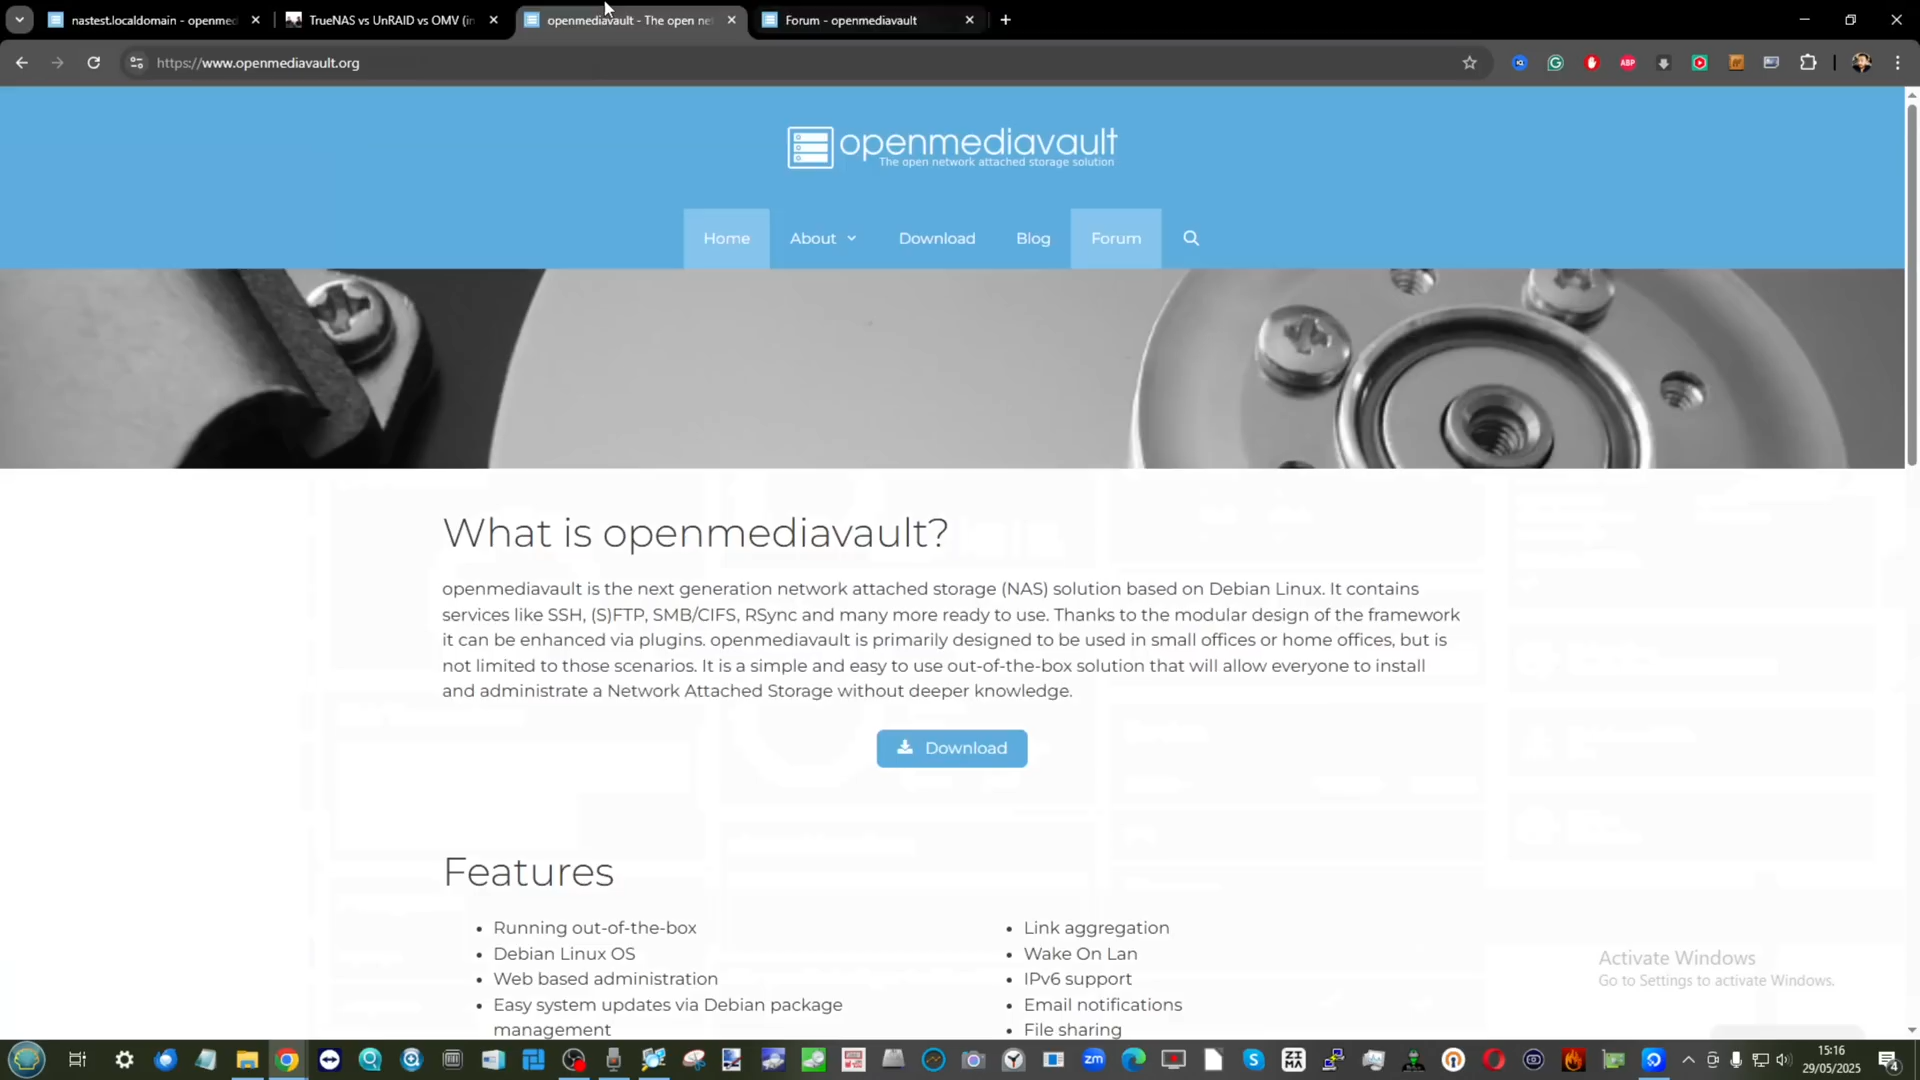 nastest.localdomain - openmed
TrueNAS vs UnRAID vs OMV (in
openmediavault - The open ne
Forum - openmediavault
https://www.openmediavault.org
ABP
openmediavault
The open network attached storage solution
Home
About
Download
Blog
Forum
What is openmediavault?
openmediavault is the next generation network attached storage (NAS) solution based on Debian Linux. It contains
services like SSH, (S)FTP, SMB/CIFS, RSync and many more ready to use. Thanks to the modular design of the framework
it can be enhanced via plugins. openmediavault is primarily designed to be used in small offices or home offices, but is
not limited to those scenarios. It is a simple and easy to use out-of-the-box solution that will allow everyone to install
and administrate a Network Attached Storage without deeper knowledge.
Download
Features
• Running out-of-the-box
• Debian Linux OS
• Web based administration
• Easy system updates via Debian package
management
• Link aggregation
• Wake On Lan
• IPv6 support
• Email notifications
• File sharing
Activate Windows
Go to Settings to activate Windows.
zm
ZI
MA
15:16
29/05/2025
4